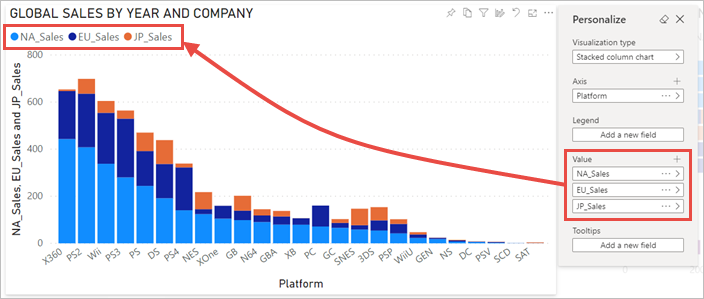 GLOBAL SALES BY YEAR AND COMPANY
NA_Sales EU_Sales JP_Sales
NA_Sales, EU_Sales and JP_Sales
800
600
400
200
0
X360 PS2 Wii PS3 PS DS PS4 NES XOne GB N64 GBA XB PC GC SNES 3DS PSP WiiU GEN NS DC PSV SCD SAT
Platform
Personalize
Visualization type
Stacked column chart
Axis
Platform
Legend
Add a new field
Value
NA_Sales
EU_Sales
JP_Sales
Tooltips
Add a new field